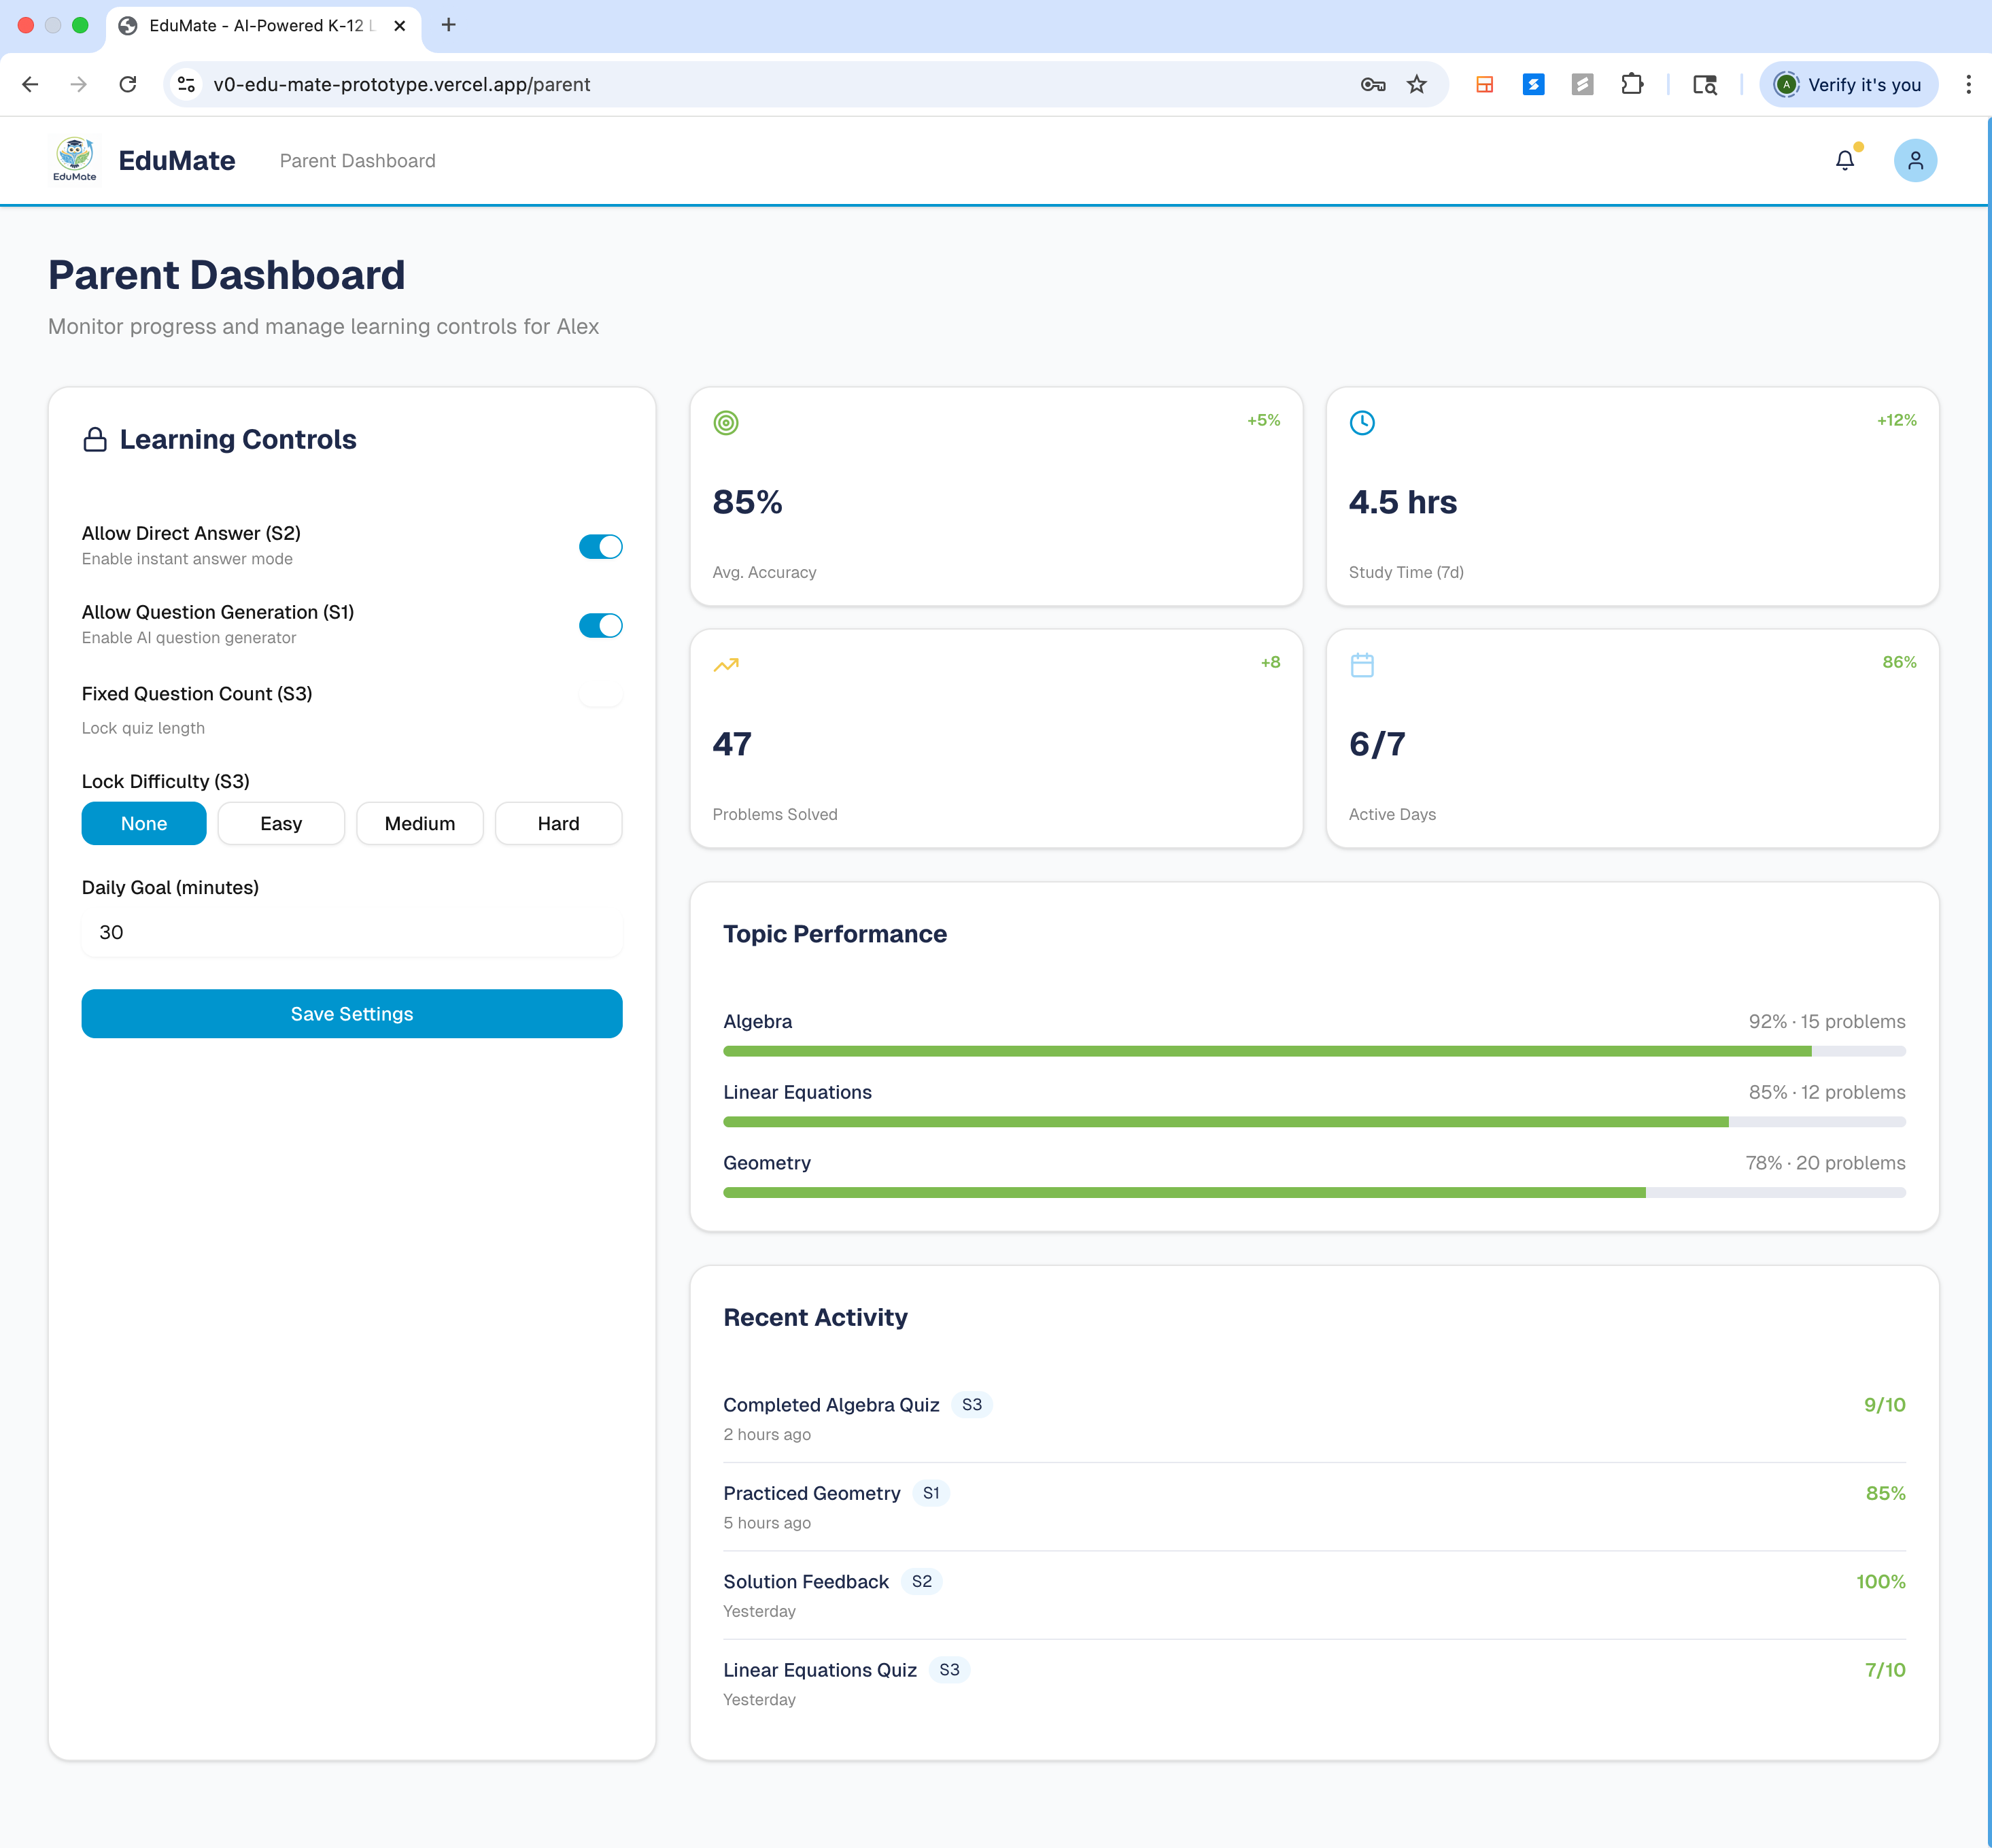 EduMate - AI-Powered K-12 L
v0-edu-mate-prototype.vercel.app/parent
A
Verify it's you
EduMate
EduMate
Parent Dashboard
Parent Dashboard
Monitor progress and manage learning controls for Alex
Learning Controls
Allow Direct Answer (S2)
Enable instant answer mode
Allow Question Generation (S1)
Enable AI question generator
Fixed Question Count (S3)
Lock quiz length
Lock Difficulty (S3)
None
Easy
Medium
Hard
Daily Goal (minutes)
30
Save Settings
+5%
85%
Avg. Accuracy
+12%
4.5 hrs
Study Time (7d)
+8
47
Problems Solved
86%
6/7
Active Days
Topic Performance
Algebra
92% · 15 problems
Linear Equations
85% · 12 problems
Geometry
78% · 20 problems
Recent Activity
Completed Algebra Quiz S3
9/10
2 hours ago
Practiced Geometry S1
85%
5 hours ago
Solution Feedback S2
100%
Yesterday
Linear Equations Quiz S3
7/10
Yesterday